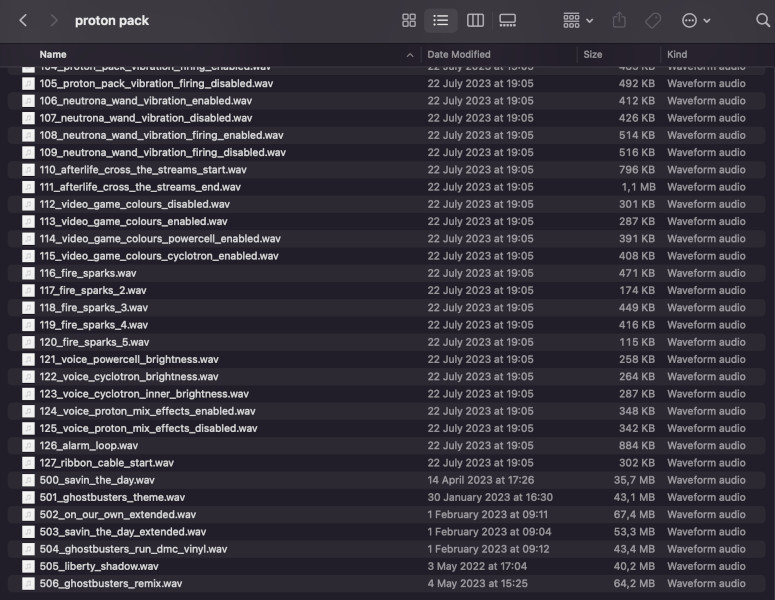 proton pack
Name Date Modified Size Kind
104_proton_pack_vibration_firing_enabled.wav 22 July 2023 at 19:05 Waveform audio
105_proton_pack_vibration_firing_disabled.wav 22 July 2023 at 19:05 492 KB Waveform audio
106_neutrona_wand_vibration_enabled.wav 22 July 2023 at 19:05 412 KB Waveform audio
107_neutrona_wand_vibration_disabled.wav 22 July 2023 at 19:05 426 KB Waveform audio
108_neutrona_wand_vibration_firing_enabled.wav 22 July 2023 at 19:05 514 KB Waveform audio
109_neutrona_wand_vibration_firing_disabled.wav 22 July 2023 at 19:05 516 KB Waveform audio
110_afterlife_cross_the_streams_start.wav 22 July 2023 at 19:05 796 KB Waveform audio
111_afterlife_cross_the_streams_end.wav 22 July 2023 at 19:05 1,1 MB Waveform audio
112_video_game_colours_disabled.wav 22 July 2023 at 19:05 301 KB Waveform audio
113_video_game_colours_enabled.wav 22 July 2023 at 19:05 287 KB Waveform audio
114_video_game_colours_powercell_enabled.wav 22 July 2023 at 19:05 391 KB Waveform audio
115_video_game_colours_cyclotron_enabled.wav 22 July 2023 at 19:05 408 KB Waveform audio
116_fire_sparks.wav 22 July 2023 at 19:05 471 KB Waveform audio
117_fire_sparks_2.wav 22 July 2023 at 19:05 174 KB Waveform audio
118_fire_sparks_3.wav 22 July 2023 at 19:05 449 KB Waveform audio
119_fire_sparks_4.wav 22 July 2023 at 19:05 416 KB Waveform audio
120_fire_sparks_5.wav 22 July 2023 at 19:05 115 KB Waveform audio
121_voice_powercell_brightness.wav 22 July 2023 at 19:05 258 KB Waveform audio
122_voice_cyclotron_brightness.wav 22 July 2023 at 19:05 264 KB Waveform audio
123_voice_cyclotron_inner_brightness.wav 22 July 2023 at 19:05 287 KB Waveform audio
124_voice_proton_mix_effects_enabled.wav 22 July 2023 at 19:05 348 KB Waveform audio
125_voice_proton_mix_effects_disabled.wav 22 July 2023 at 19:05 342 KB Waveform audio
126_alarm_loop.wav 22 July 2023 at 19:05 884 KB Waveform audio
127_ribbon_cable_start.wav 22 July 2023 at 19:05 302 KB Waveform audio
500_savin_the_day.wav 14 April 2023 at 17:26 35,7 MB Waveform audio
501_ghostbusters_theme.wav 30 January 2023 at 16:30 43,1 MB Waveform audio
502_on_our_own_extended.wav 1 February 2023 at 09:11 67,4 MB Waveform audio
503_savin_the_day_extended.wav 1 February 2023 at 09:04 53,3 MB Waveform audio
504_ghostbusters_run_dmc_vinyl.wav 1 February 2023 at 09:12 43,4 MB Waveform audio
505_liberty_shadow.wav 3 May 2022 at 17:04 40,2 MB Waveform audio
506_ghostbusters_remix.wav 4 May 2023 at 15:25 64,2 MB Waveform audio